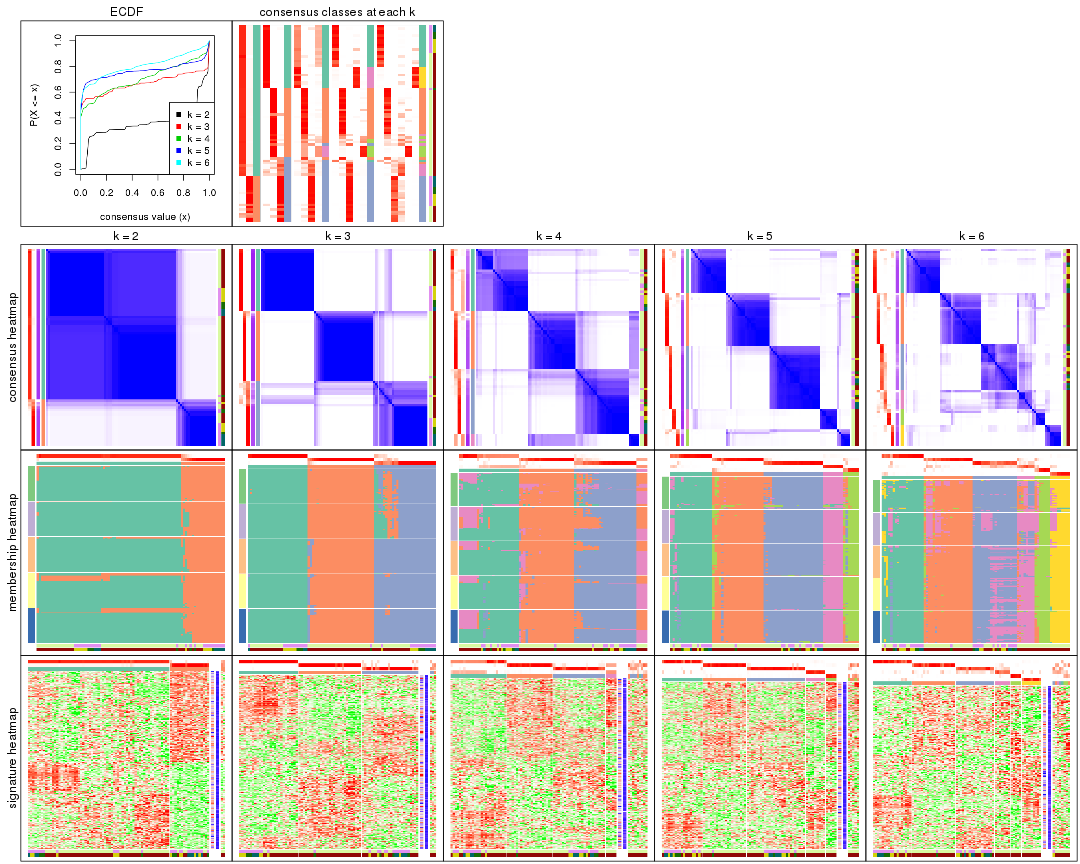 ECDF
consensus classes at each k
P(X <= x)
0.0 0.2 0.4 0.6 0.8 1.0
k = 2
k = 3
k = 4
k = 5
k = 6
0.0 0.2 0.4 0.6 0.8 1.0
consensus value (x)
k = 2
k = 3
k = 4
k = 5
k = 6
consensus heatmap
membership heatmap
signature heatmap